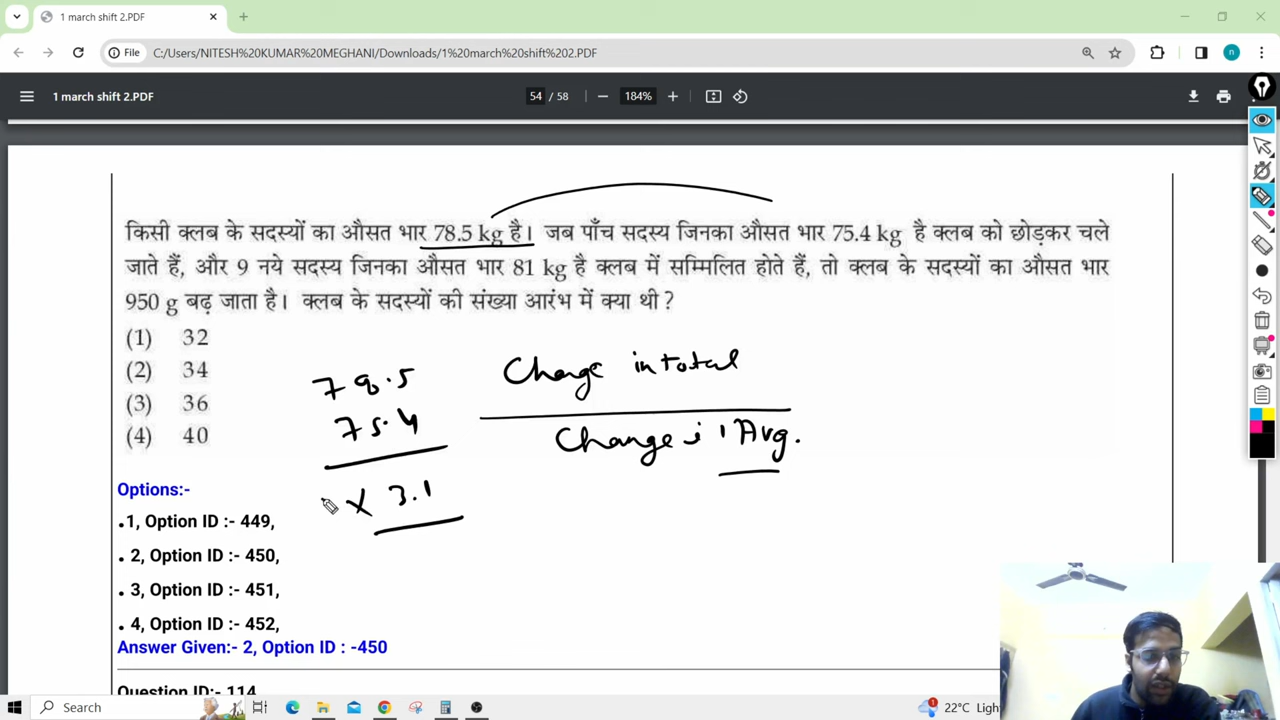 1 march shift 2.PDF
File C:/Users/NITESH%20KUMAR%20MEGHANI/Downloads/1%20march%20shift%202.PDF
n
1 march shift 2.PDF
54 / 58
184%
किसी क्लब के सदस्यों का औसत भार 78.5 kg है। जब पाँच सदस्य जिनका औसत भार 75.4 kg है क्लब को छोड़कर चले
जाते हैं, और 9 नये सदस्य जिनका औसत भार 81 kg है क्लब में सम्मिलित होते हैं, तो क्लब के सदस्यों का औसत भार
950 g बढ़ जाता है। क्लब के सदस्यों की संख्या आरंभ में क्या थी ?
(1) 32
(2) 34
(3) 36
(4) 40
78.5
75.4
x 3.1
Change in total
Change i Avg.
Options:-
1, Option ID :- 449,
2, Option ID :- 450,
3, Option ID :- 451,
4, Option ID :- 452,
Answer Given:- 2, Option ID : -450
Question ID:- 114
Search
1
22°C Ligh